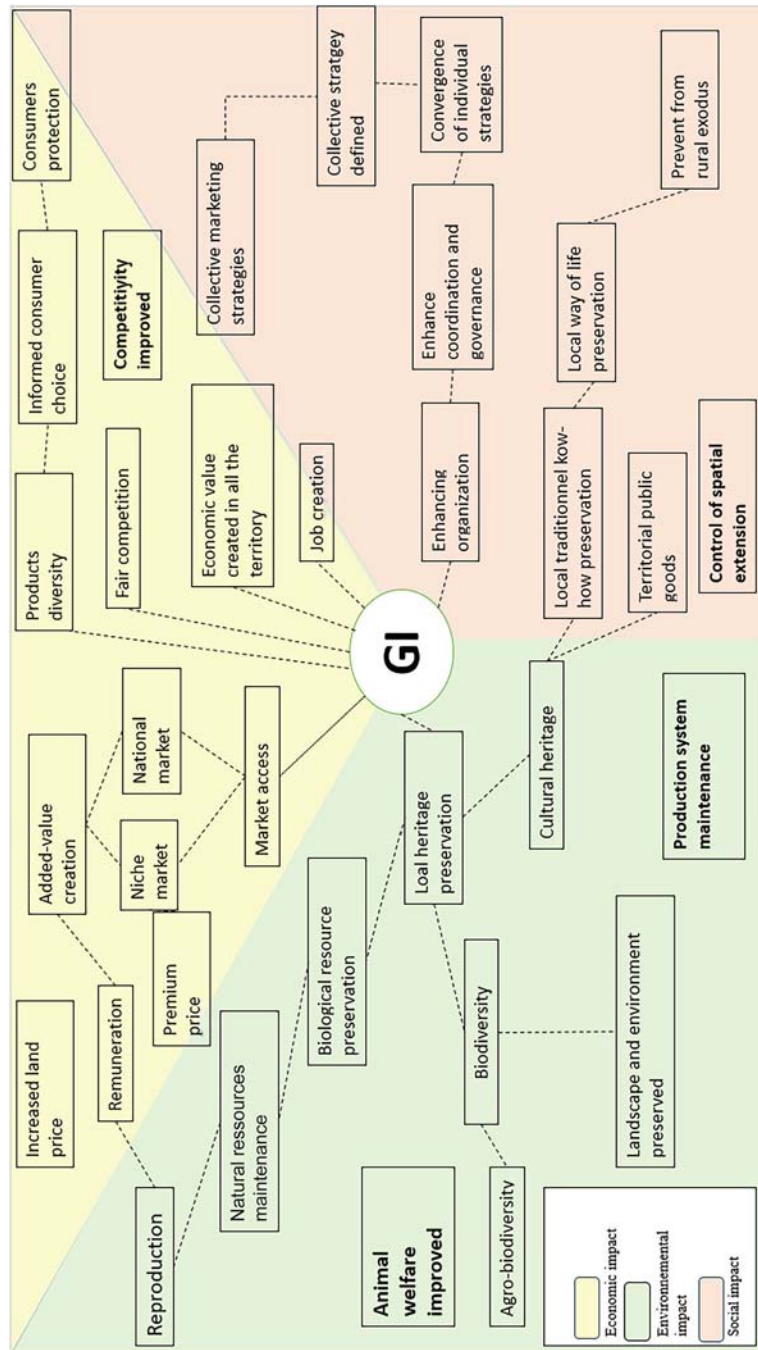 Increased land
price
Added-value
creation
Products
diversity
Informed consumer
choice
Consumers
protection
Remuneration
Niche
market
National
market
Fair competition
Competitiyity
improved
Reproduction
Premium
price
Market access
Economic value
created in all the
territory
Collective marketing
strategies
Natural ressources
maintenance
Job creation
Collective stratgey
defined
Biological resource
preservation
GI
Loal heritage
preservation
Enhancing
organization
Enhance
coordination and
governance
Convergence
of individual
strategies
Animal
welfare
improved
Biodiversity
Agro-biodiversity
Cultural heritage
Local traditionnel kow-
how preservation
Local way of life
preservation
Prevent from
rural exodus
Landscape and environment
preserved
Production system
maintenance
Territorial public
goods
Control of spatial
extension
Economic impact
Environnemental
impact
Social impact